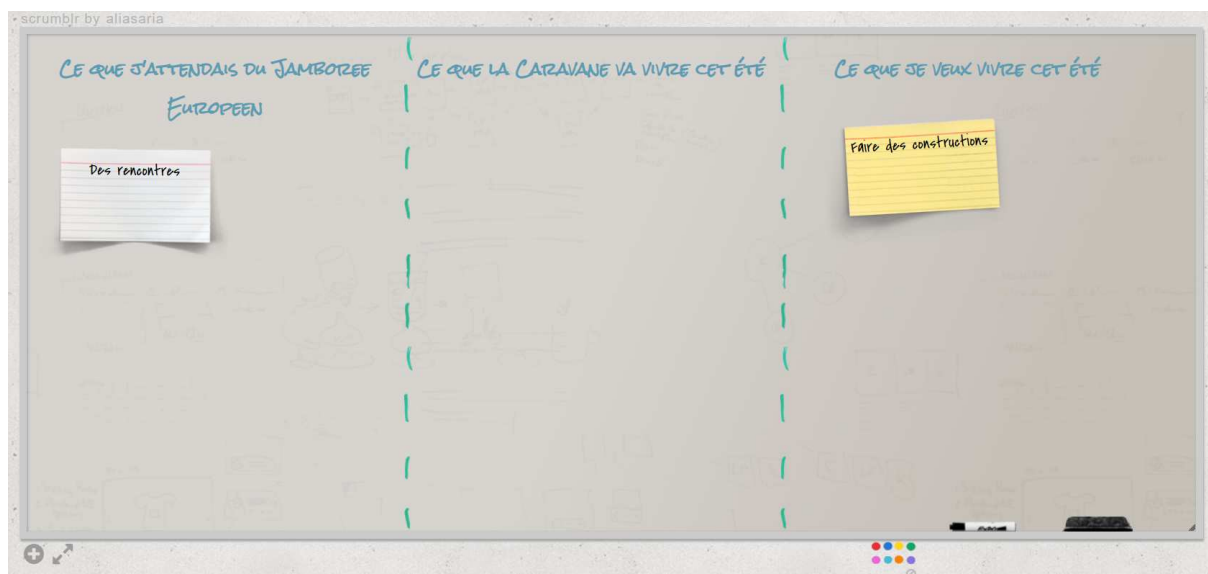 scrumblr by aliasaria
Ce que j'attendais du Jamboree
Europeen
Ce que la Caravane va vivre cet été
Ce que je veux vivre cet été
Des rencontres
Faire des constructions